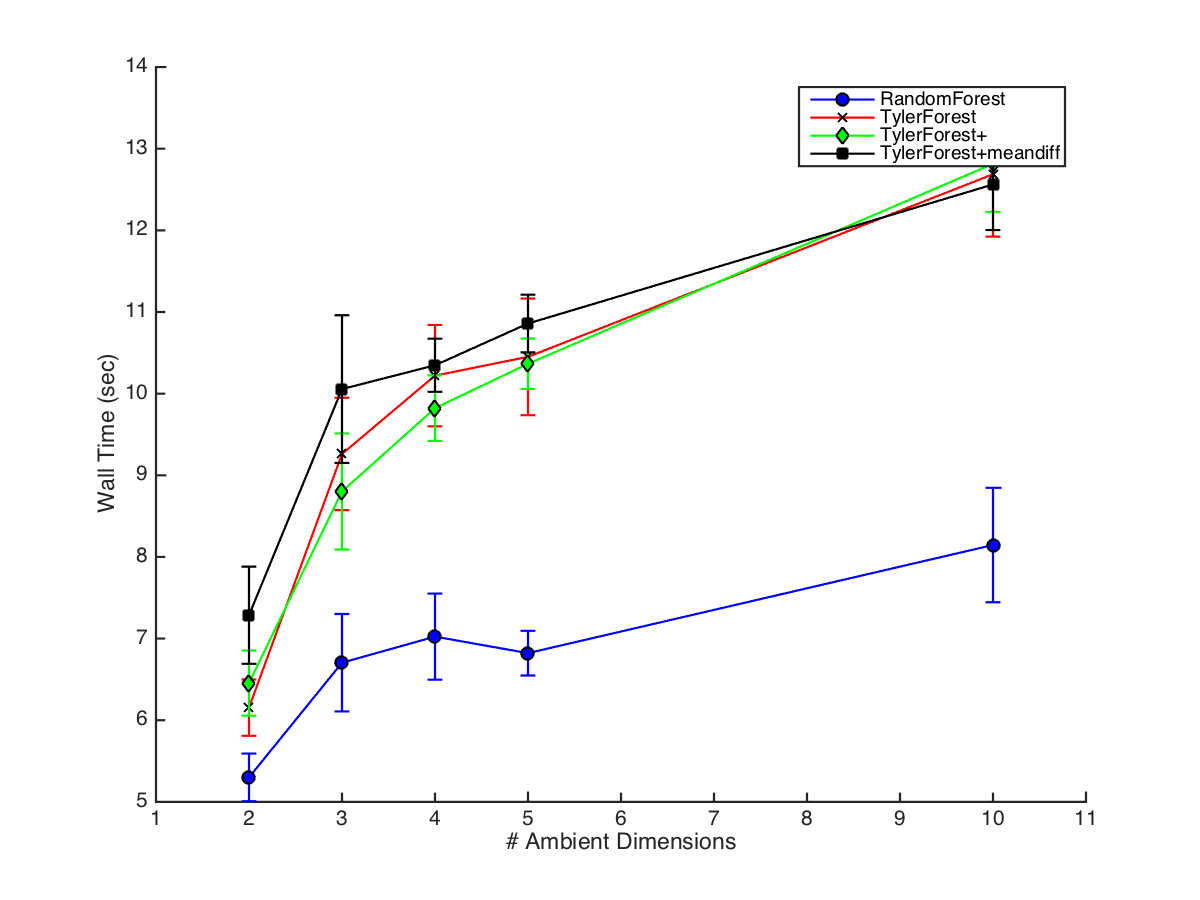 14
13
12
11
10
9
8
7
6
5
Wall Time (sec)
RandomForest
TylerForest
TylerForest+
TylerForest+meandiff
1 2 3 4 5 6 7 8 9 10 11
# Ambient Dimensions